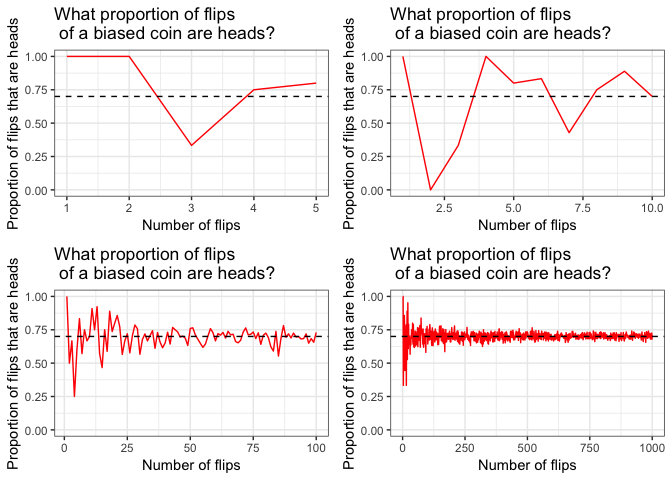 What proportion of flips
of a biased coin are heads?
Proportion of flips that are heads
1.00
0.75
0.50
0.25
0.00
1
2
3
4
5
Number of flips
What proportion of flips
of a biased coin are heads?
Proportion of flips that are heads
1.00
0.75
0.50
0.25
0.00
2.5
5.0
7.5
10.0
Number of flips
What proportion of flips
of a biased coin are heads?
Proportion of flips that are heads
1.00
0.75
0.50
0.25
0.00
0
25
50
75
100
Number of flips
What proportion of flips
of a biased coin are heads?
Proportion of flips that are heads
1.00
0.75
0.50
0.25
0.00
0
250
500
750
1000
Number of flips